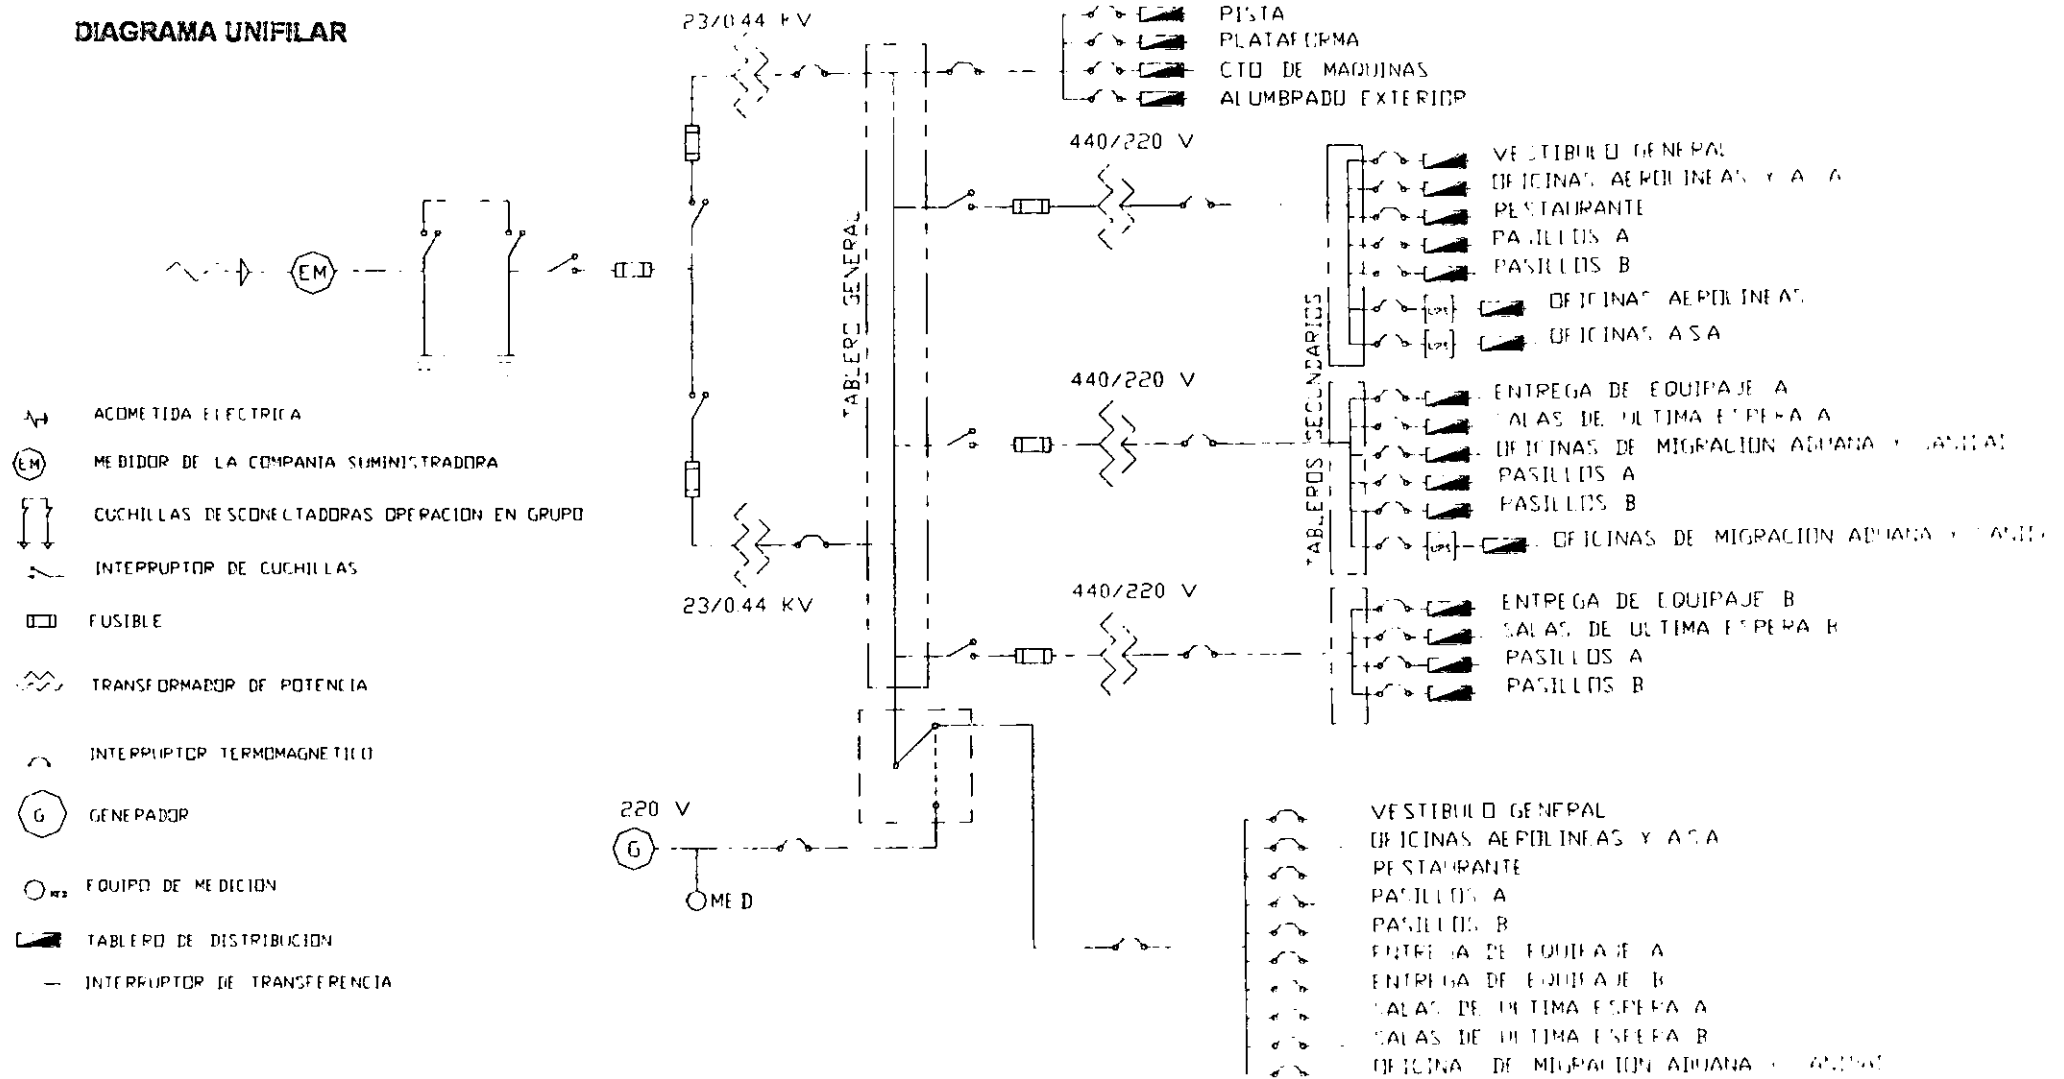 DIAGRAMA UNIFILAR
23/0.44 KV
PISTA
PLATAFORMA
CTO DE MAQUINAS
ALUMBRADO EXTERIOR
440/220 V
VESTIBULO GENERAL
OFICINAS AEROLINEAS Y A A
RESTAURANTE
PASILLOS A
PASILLOS B
UPS OFICINAS AEROLINEAS
UPS OFICINAS ASA
TABLERO GENERAL
TABLEROS SECUNDARIOS
EM
440/220 V
ENTREGA DE EQUIPAJE A
SALAS DE ULTIMA ESPERA A
OFICINAS DE MIGRACION ADUANA Y
PASILLOS A
PASILLOS B
UPS OFICINAS DE MIGRACION ADUANA Y
23/0.44 KV
440/220 V
ENTREGA DE EQUIPAJE B
SALAS DE ULTIMA ESPERA B
PASILLOS A
PASILLOS B
ACOMETIDA ELECTRICA
EM MEDIDOR DE LA COMPANIA SUMINISTRADORA
CUCHILLAS DESCONECTADORAS OPERACION EN GRUPO
INTERRUPTOR DE CUCHILLAS
FUSIBLE
TRANSFORMADOR DE POTENCIA
INTERRUPTOR TERMOMAGNETICO
G GENERADOR
EQUIPO DE MEDICION
TABLERO DE DISTRIBUCION
INTERRUPTOR DE TRANSFERENCIA
220 V
G
MED
VESTIBULO GENERAL
OFICINAS AEROLINEAS Y ASA
RESTAURANTE
PASILLOS A
PASILLOS B
ENTREGA DE EQUIPAJE A
ENTREGA DE EQUIPAJE B
SALAS DE ULTIMA ESPERA A
SALAS DE ULTIMA ESPERA B
OFICINA DE MIGRACION ADUANA